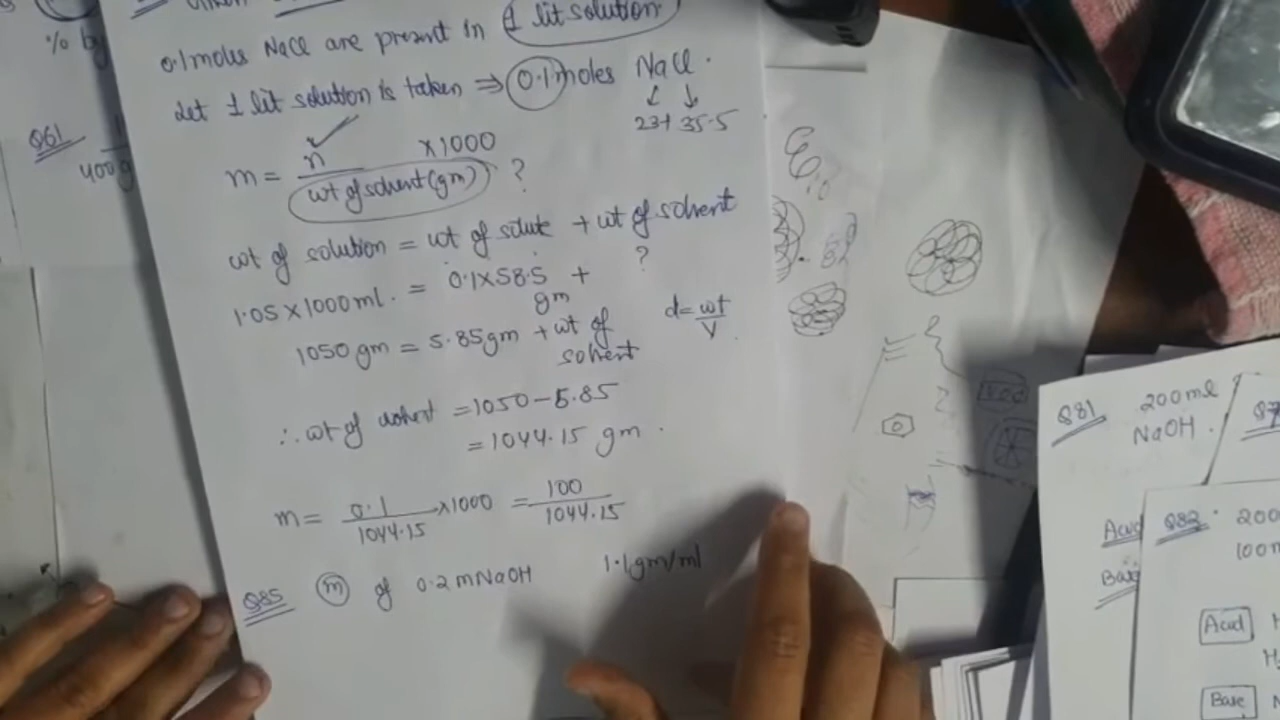 % by
Q61
400g
0.1 moles NaCl are present in 1 lit solution
Let 1 lit solution is taken ⇒ 0.1 moles NaCl.
23+ 35.5
m = n / wt of solvent (gm) ×1000 ?
wt of solution = wt of solute + wt of solvent
?
1.05 × 1000 ml. = 0.1×58.5 +
gm
1050 gm = 5.85 gm + wt of solvent
d = wt / V
∴ wt of solvent = 1050 – 5.85
= 1044.15 gm.
m = 0.1 / 1044.15 ×1000 = 100 / 1044.15
Q85 m of 0.2 m NaOH 1.1 gm/ml
Q81 200 ml
NaOH.
Acid
Base
Q82 200
100 m
Acid H
Base